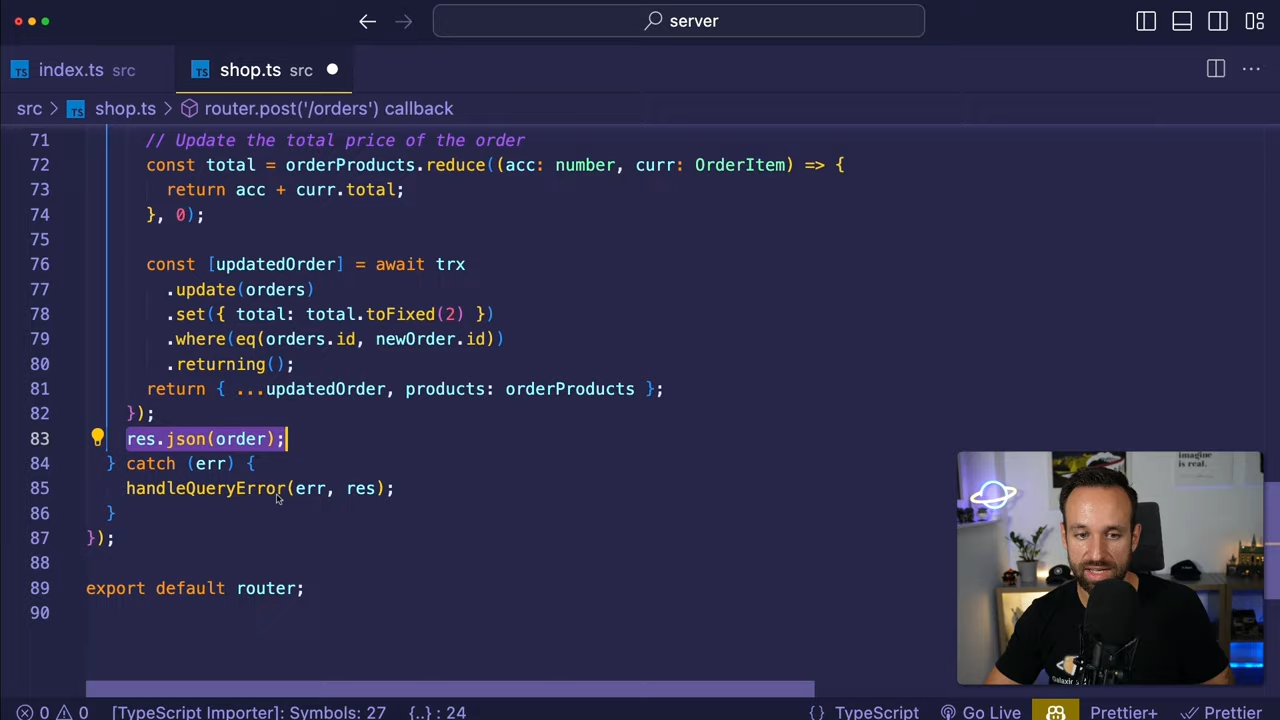 server
TS index.ts src
TS shop.ts src
src > TS shop.ts > router.post('/orders') callback
71 // Update the total price of the order
72 const total = orderProducts.reduce((acc: number, curr: OrderItem) => {
73 return acc + curr.total;
74 }, 0);
75
76 const [updatedOrder] = await trx
77 .update(orders)
78 .set({ total: total.toFixed(2) })
79 .where(eq(orders.id, newOrder.id))
80 .returning();
81 return { ...updatedOrder, products: orderProducts };
82 });
83 res.json(order);
84 } catch (err) {
85 handleQueryError(err, res);
86 }
87 });
88
89 export default router;
90
imagine
0 0 [TypeScript Importer]: Symbols: 27 {..} : 24 {} TypeScript Go Live Prettier+ Prettier